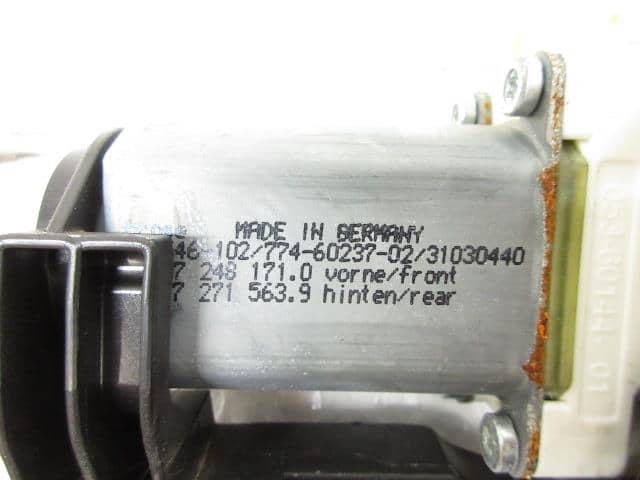 MADE IN GERMANY
46-102/774-60237-02/31030440
7 248 171.0 vorne/front
7 271 563.9 hinten/rear